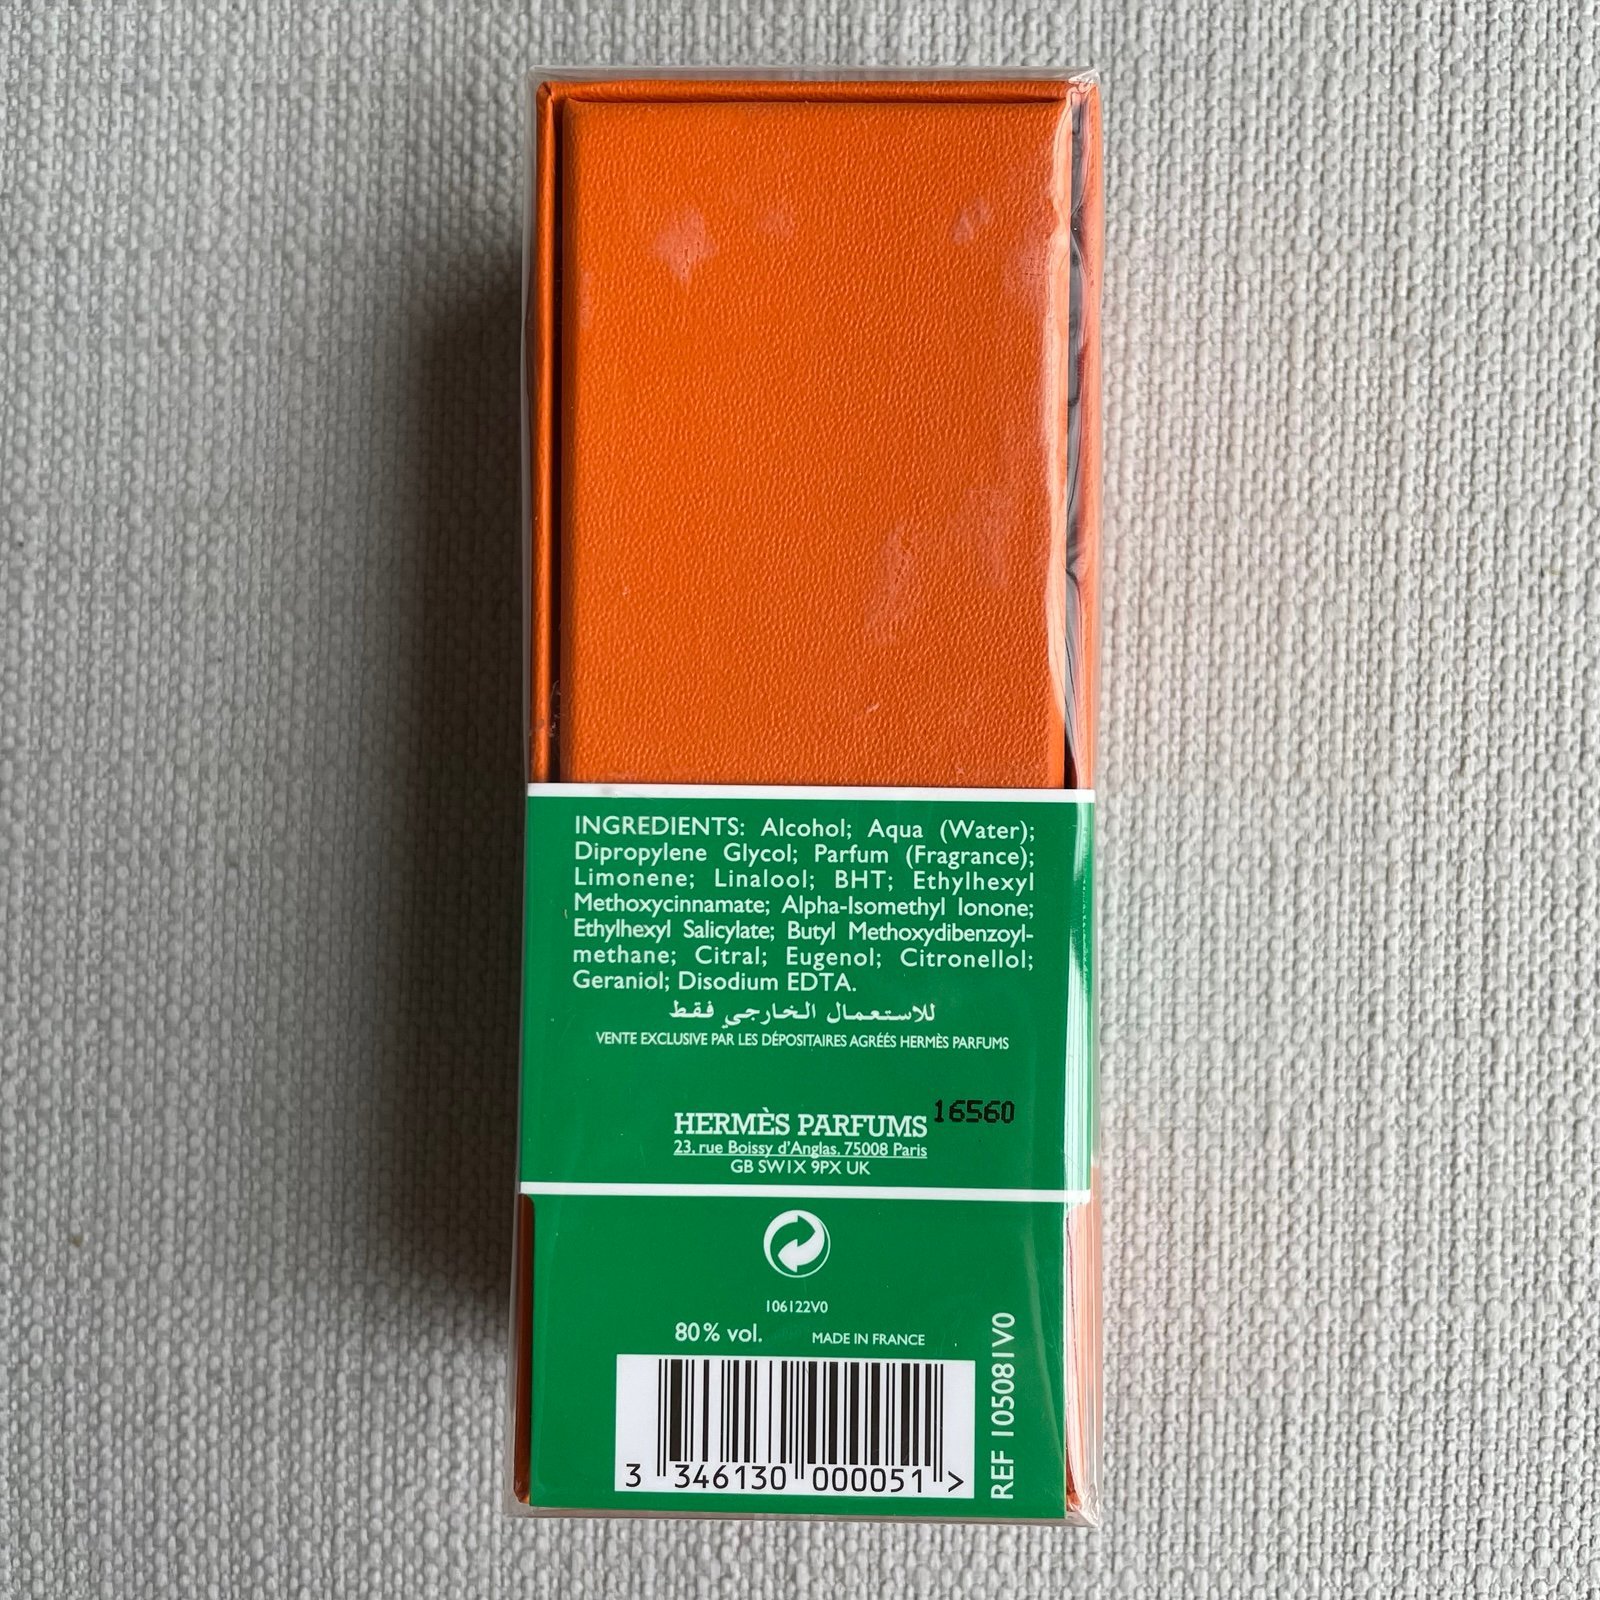 INGREDIENTS: Alcohol; Aqua (Water);
Dipropylene Glycol; Parfum (Fragrance);
Limonene; Linalool; BHT; Ethylhexyl
Methoxycinnamate; Alpha-Isomethyl Ionone;
Ethylhexyl Salicylate; Butyl Methoxydibenzoyl-
methane; Citral; Eugenol; Citronellol;
Geraniol; Disodium EDTA.
للاستعمال الخارجي فقط
VENTE EXCLUSIVE PAR LES DÉPOSITAIRES AGRÉÉS HERMÈS PARFUMS
16560
HERMÈS PARFUMS
23, rue Boissy d'Anglas. 75008 Paris
GB SW1X 9PX UK
106122V0
80% vol. MADE IN FRANCE
3 346130 000051 >
REF 105081V0